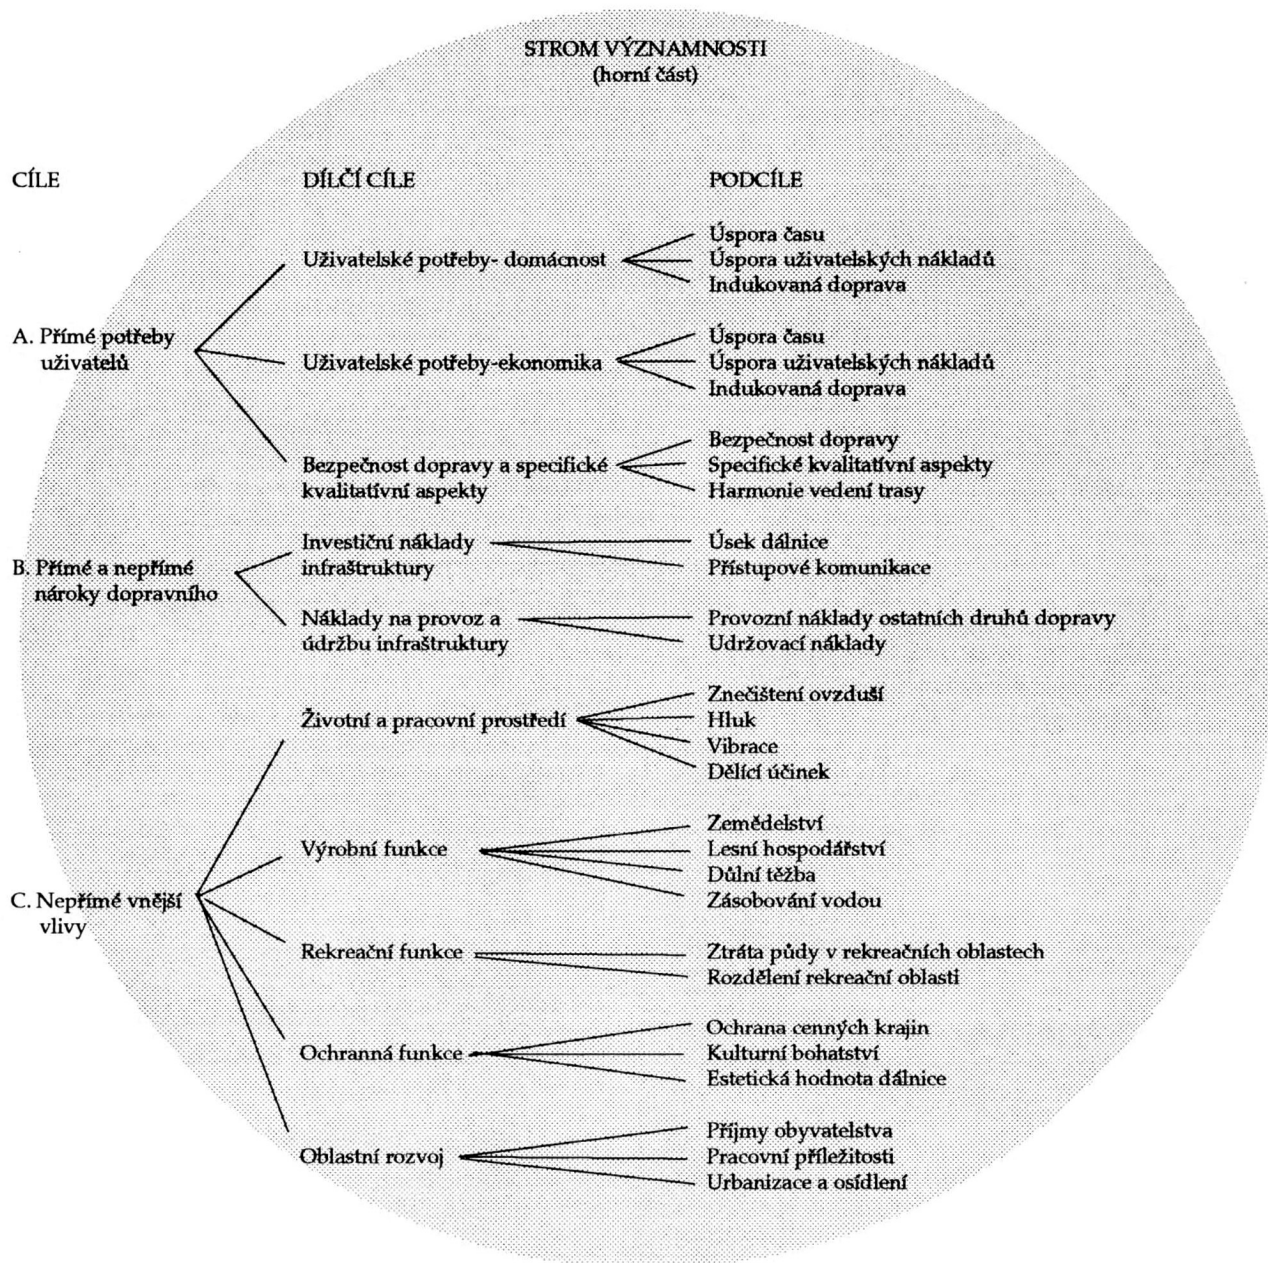 STROM VÝZNAMNOSTI
(horní část)
CÍLE
DÍLČÍ CÍLE
PODCÍLE
A. Přímé potřeby
uživatelů
Uživatelské potřeby- domácnost
Úspora času
Úspora uživatelských nákladů
Indukovaná doprava
Uživatelské potřeby-ekonomika
Úspora času
Úspora uživatelských nákladů
Indukovaná doprava
Bezpečnost dopravy a specifické
kvalitatívní aspekty
Bezpečnost dopravy
Specifické kvalitatívní aspekty
Harmonie vedení trasy
B. Přímé a nepřímé
nároky dopravního
Investiční náklady
infraštruktury
Úsek dálnice
Přístupové komunikace
Náklady na provoz a
údržbu infraštruktury
Provozní náklady ostatních druhů dopravy
Udržovací náklady
C. Nepřímé vnější
vlivy
Životní a pracovní prostředí
Znečištení ovzduší
Hluk
Vibrace
Dělící účinek
Výrobní funkce
Zemědelství
Lesní hospodářství
Důlní těžba
Zásobování vodou
Rekreační funkce
Ztráta půdy v rekreačních oblastech
Rozdělení rekreační oblasti
Ochranná funkce
Ochrana cenných krajin
Kulturní bohatství
Estetická hodnota dálnice
Oblastní rozvoj
Příjmy obyvatelstva
Pracovní příležitosti
Urbanizace a osídlení